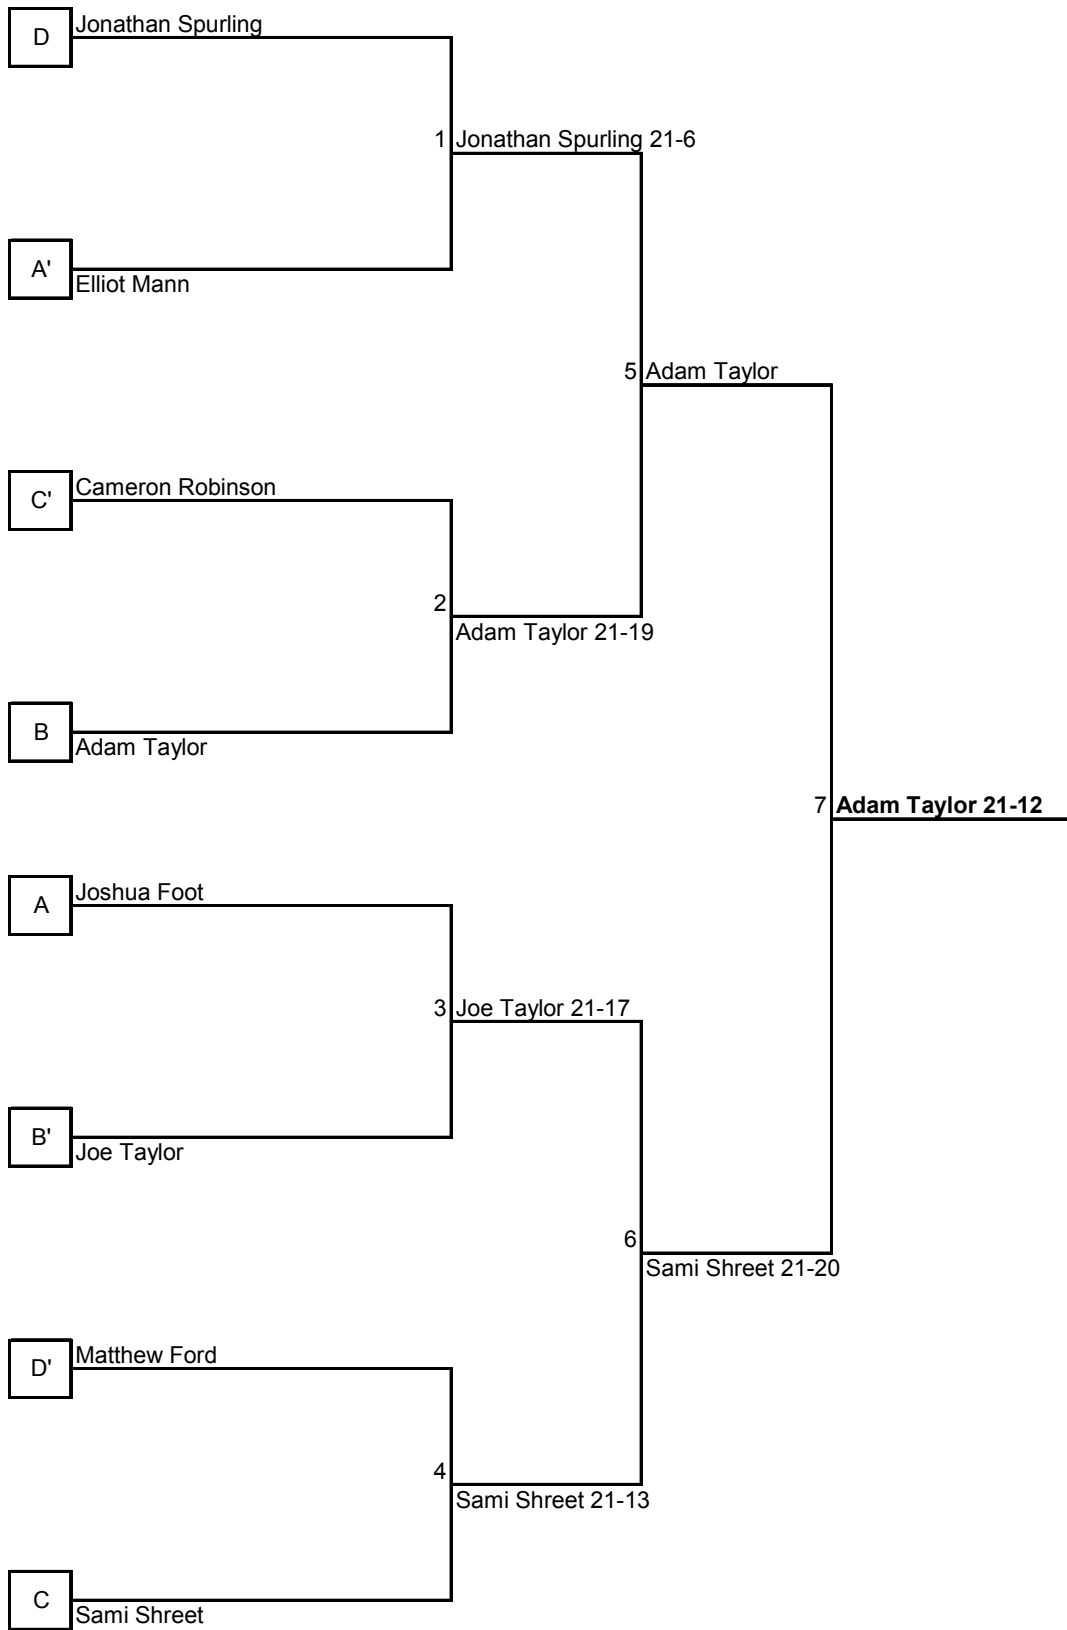 D
Jonathan Spurling
1
Jonathan Spurling 21-6
A'
Elliot Mann
5
Adam Taylor
C'
Cameron Robinson
2
Adam Taylor 21-19
B
Adam Taylor
7
Adam Taylor 21-12
A
Joshua Foot
3
Joe Taylor 21-17
B'
Joe Taylor
6
Sami Shreet 21-20
D'
Matthew Ford
4
Sami Shreet 21-13
C
Sami Shreet